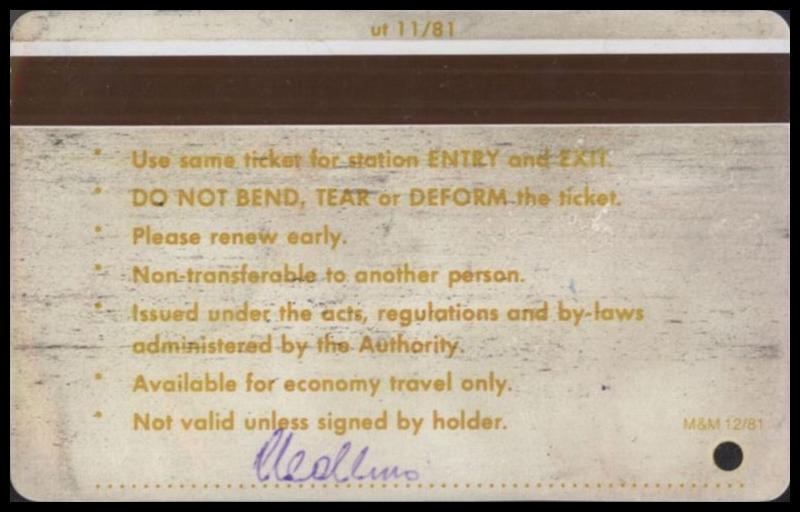 ut 11/81
• Use same ticket for station ENTRY and EXIT.
• DO NOT BEND, TEAR or DEFORM the ticket.
• Please renew early.
• Non-transferable to another person.
• Issued under the acts, regulations and by-laws
administered by the Authority.
• Available for economy travel only.
• Not valid unless signed by holder.
M&M 12/81